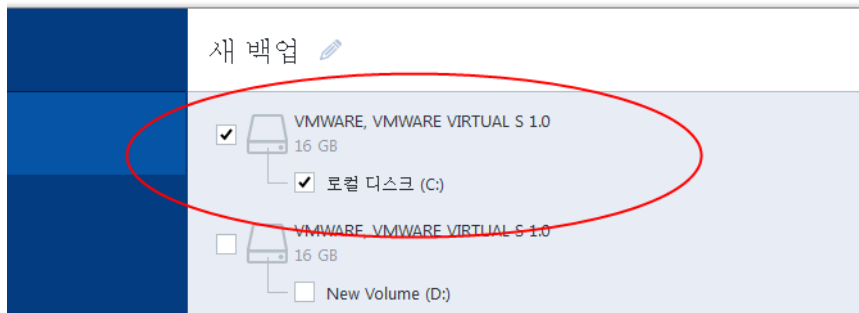 새 백업
VMWARE, VMWARE VIRTUAL S 1.0
16 GB
로컬 디스크 (C:)
VMWARE, VMWARE VIRTUAL S 1.0
16 GB
New Volume (D:)